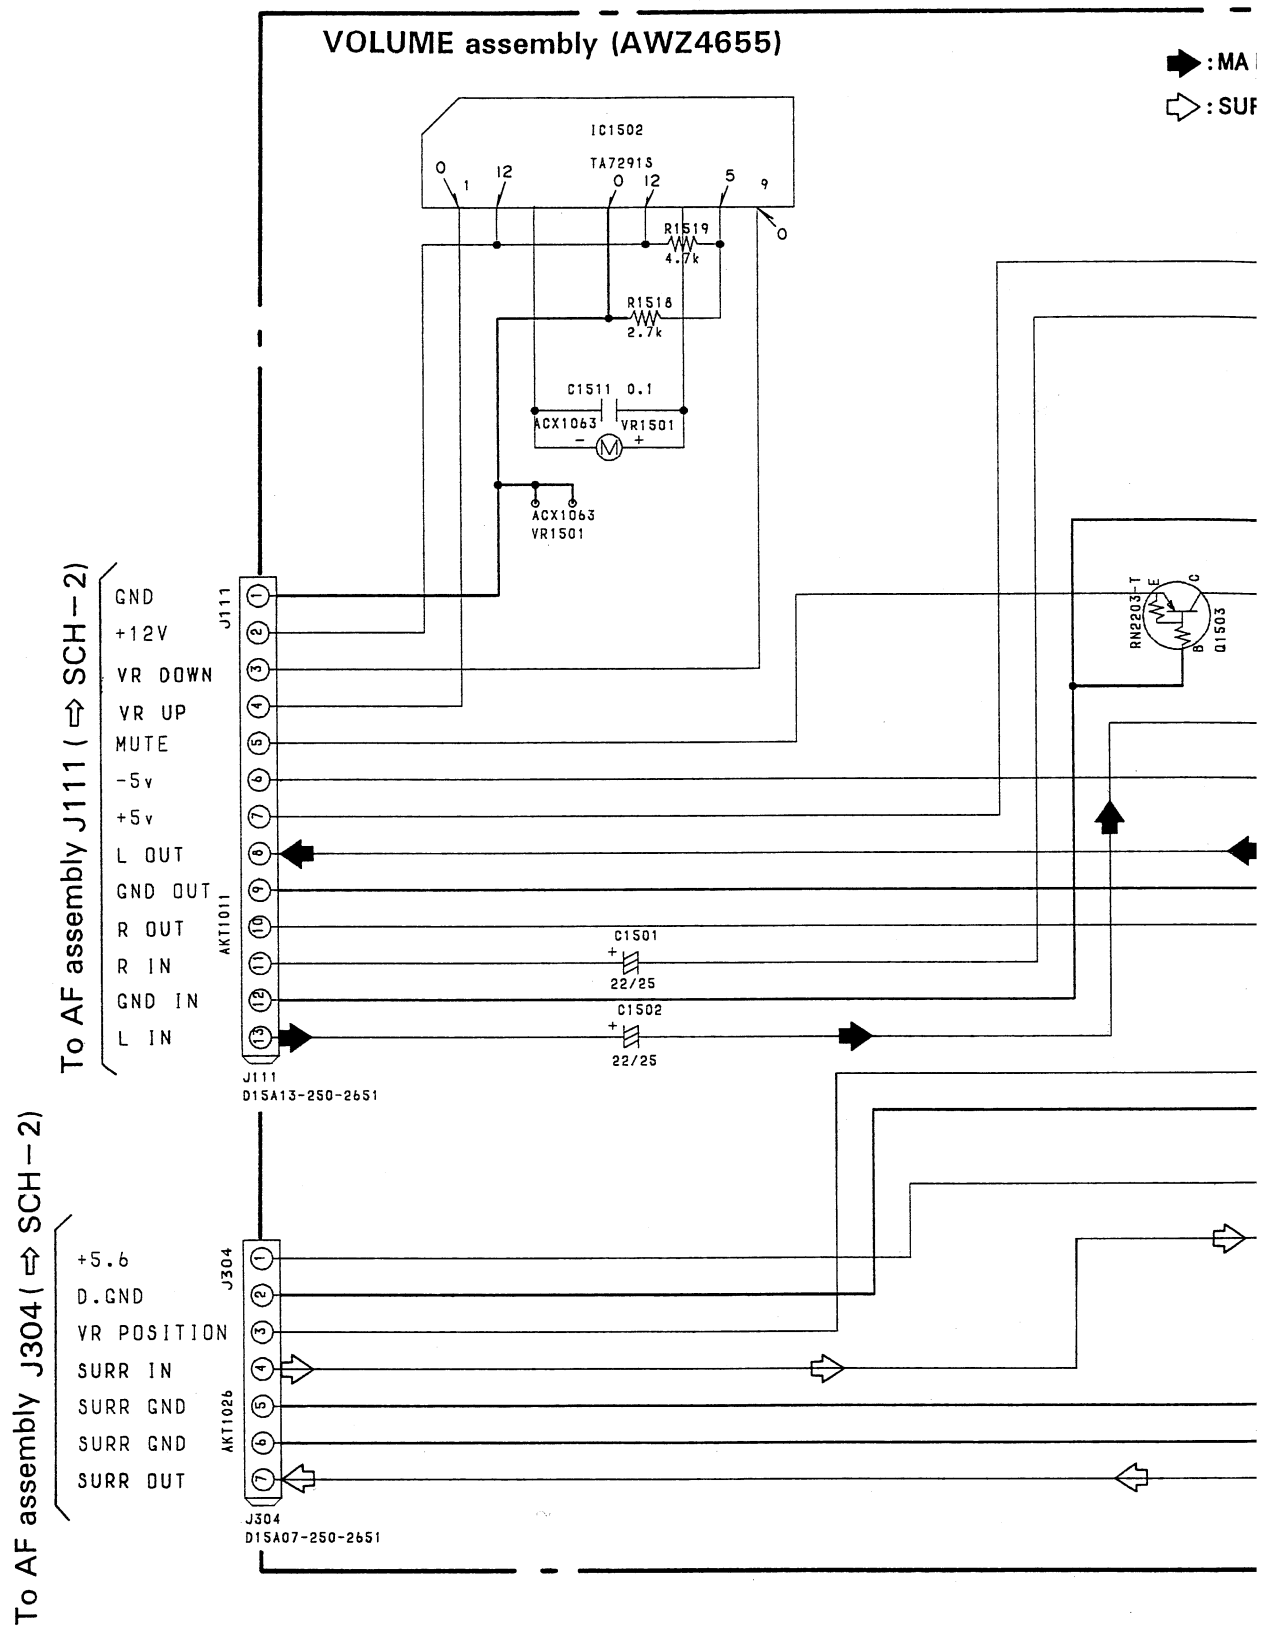 VOLUME assembly (AWZ4655)
: MA
: SUR
IC1502
TA7291S
0
1
12
0
12
5
9
0
R1519
4.7k
R1518
2.7k
C1511 0.1
ACX1063
VR1501
-
M
+
ACX1063
VR1501
To AF assembly J111 (⇨ SCH-2)
GND
+12V
VR DOWN
VR UP
MUTE
-5v
+5v
L OUT
GND OUT
R OUT
R IN
GND IN
L IN
J111
AKT1011
1
2
3
4
5
6
7
8
9
10
11
12
13
J111
D15A13-250-2651
RN2203-T
E
C
B
Q1503
C1501
+
22/25
C1502
+
22/25
To AF assembly J304 (⇨ SCH-2)
+5.6
D.GND
VR POSITION
SURR IN
SURR GND
SURR GND
SURR OUT
J304
AKT1026
1
2
3
4
5
6
7
J304
D15A07-250-2651